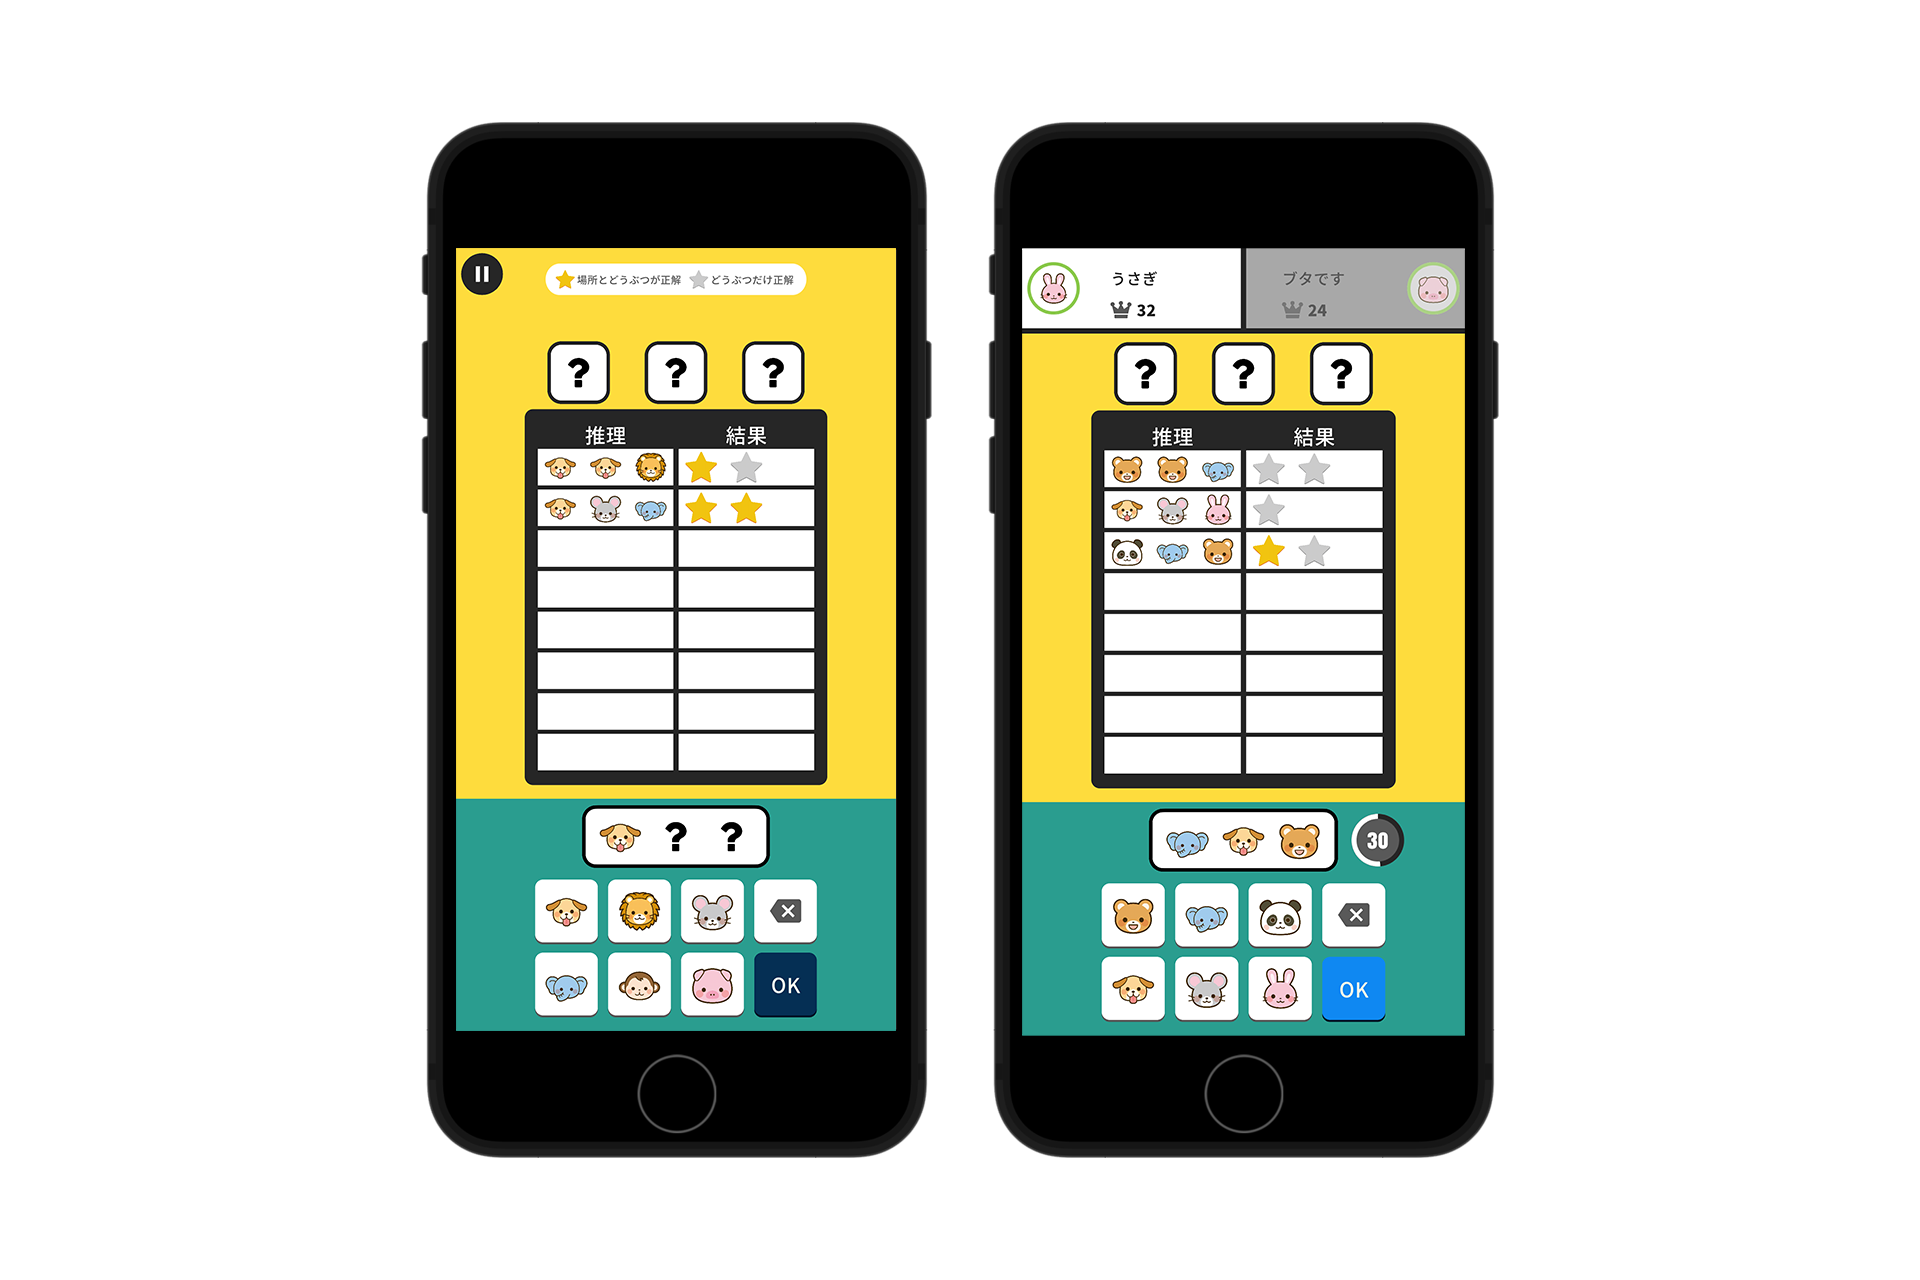 場所とどうぶつが正解 どうぶつだけ正解
? ? ?
推理 結果
? ?
OK
うさぎ
32
ブタです
24
? ? ?
推理 結果
30
OK